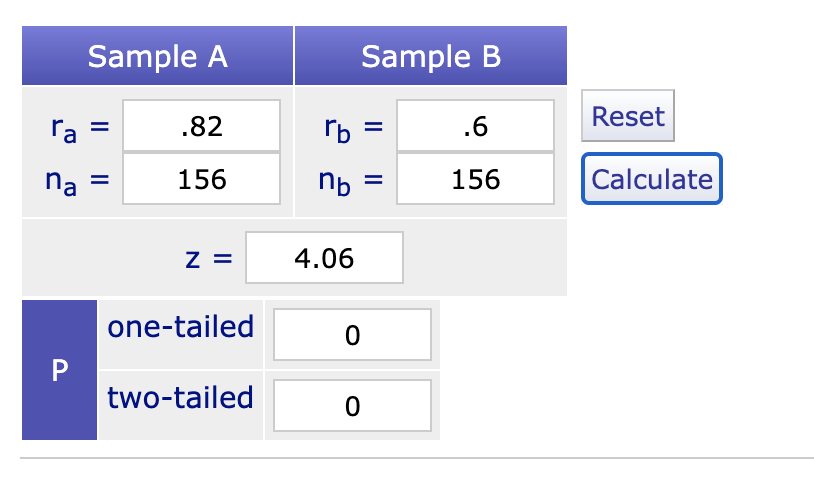 Sample A Sample B
ra = .82 rb = .6 Reset
na = 156 nb = 156 Calculate
z = 4.06
P
one-tailed 0
two-tailed 0